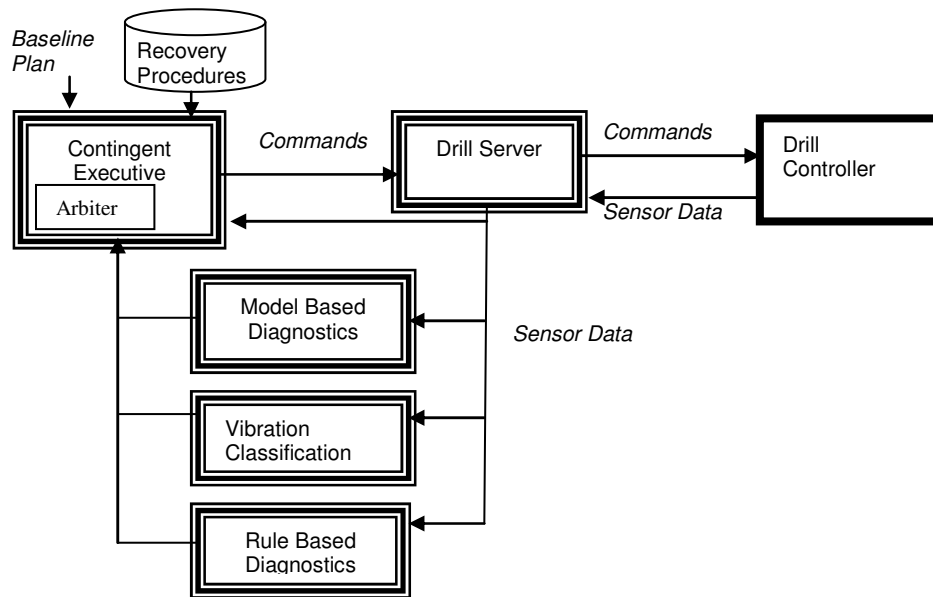 Baseline
Plan
Recovery
Procedures
Contingent
Executive
Arbiter
Commands
Drill Server
Commands
Sensor Data
Drill
Controller
Model Based
Diagnostics
Sensor Data
Vibration
Classification
Rule Based
Diagnostics